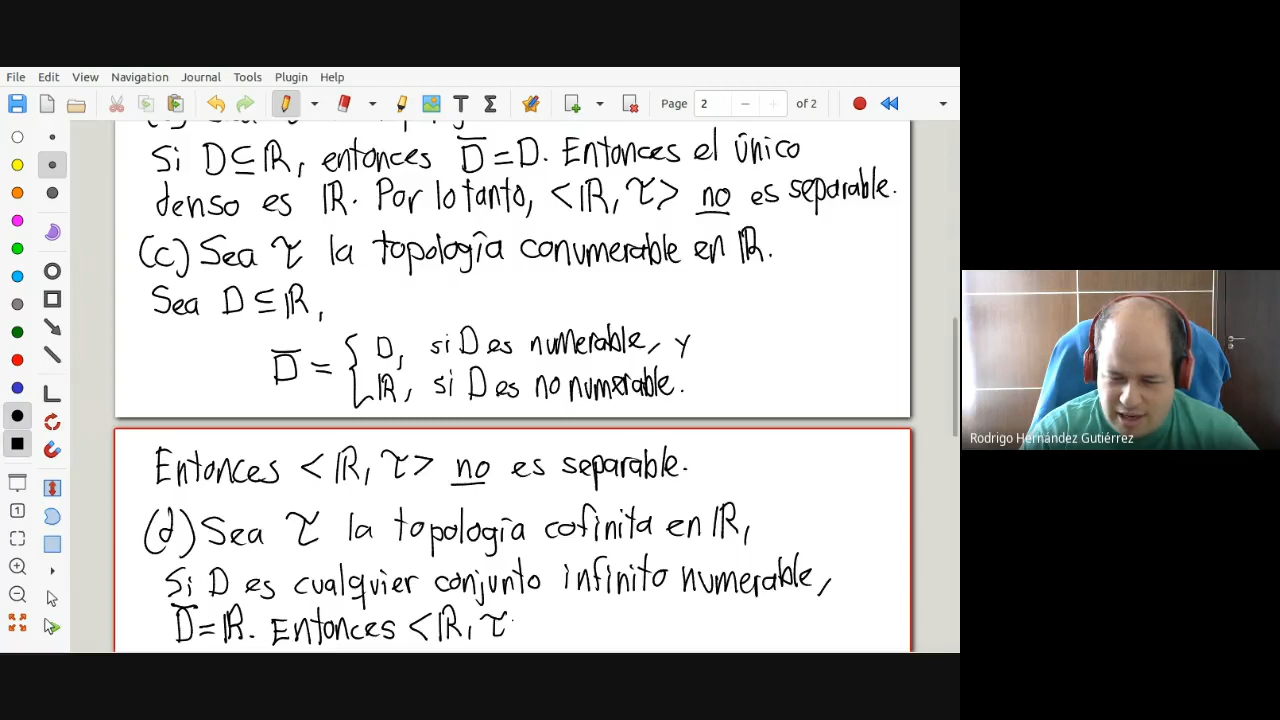 File Edit View Navigation Journal Tools Plugin Help
Page 2 of 2
Si D ⊆ ℝ, entonces D̅ = D. Entonces el único
denso es ℝ. Por lo tanto, <ℝ, τ> no es separable.
(c) Sea τ la topología conumerable en ℝ.
Sea D ⊆ ℝ,
D̅ = { D, si D es numerable, y
ℝ, si D es no numerable.
Entonces <ℝ, τ> no es separable.
(d) Sea τ la topología cofinita en ℝ,
Si D es cualquier conjunto infinito numerable,
D̅ = ℝ. Entonces <ℝ, τ
Rodrigo Hernández Gutiérrez